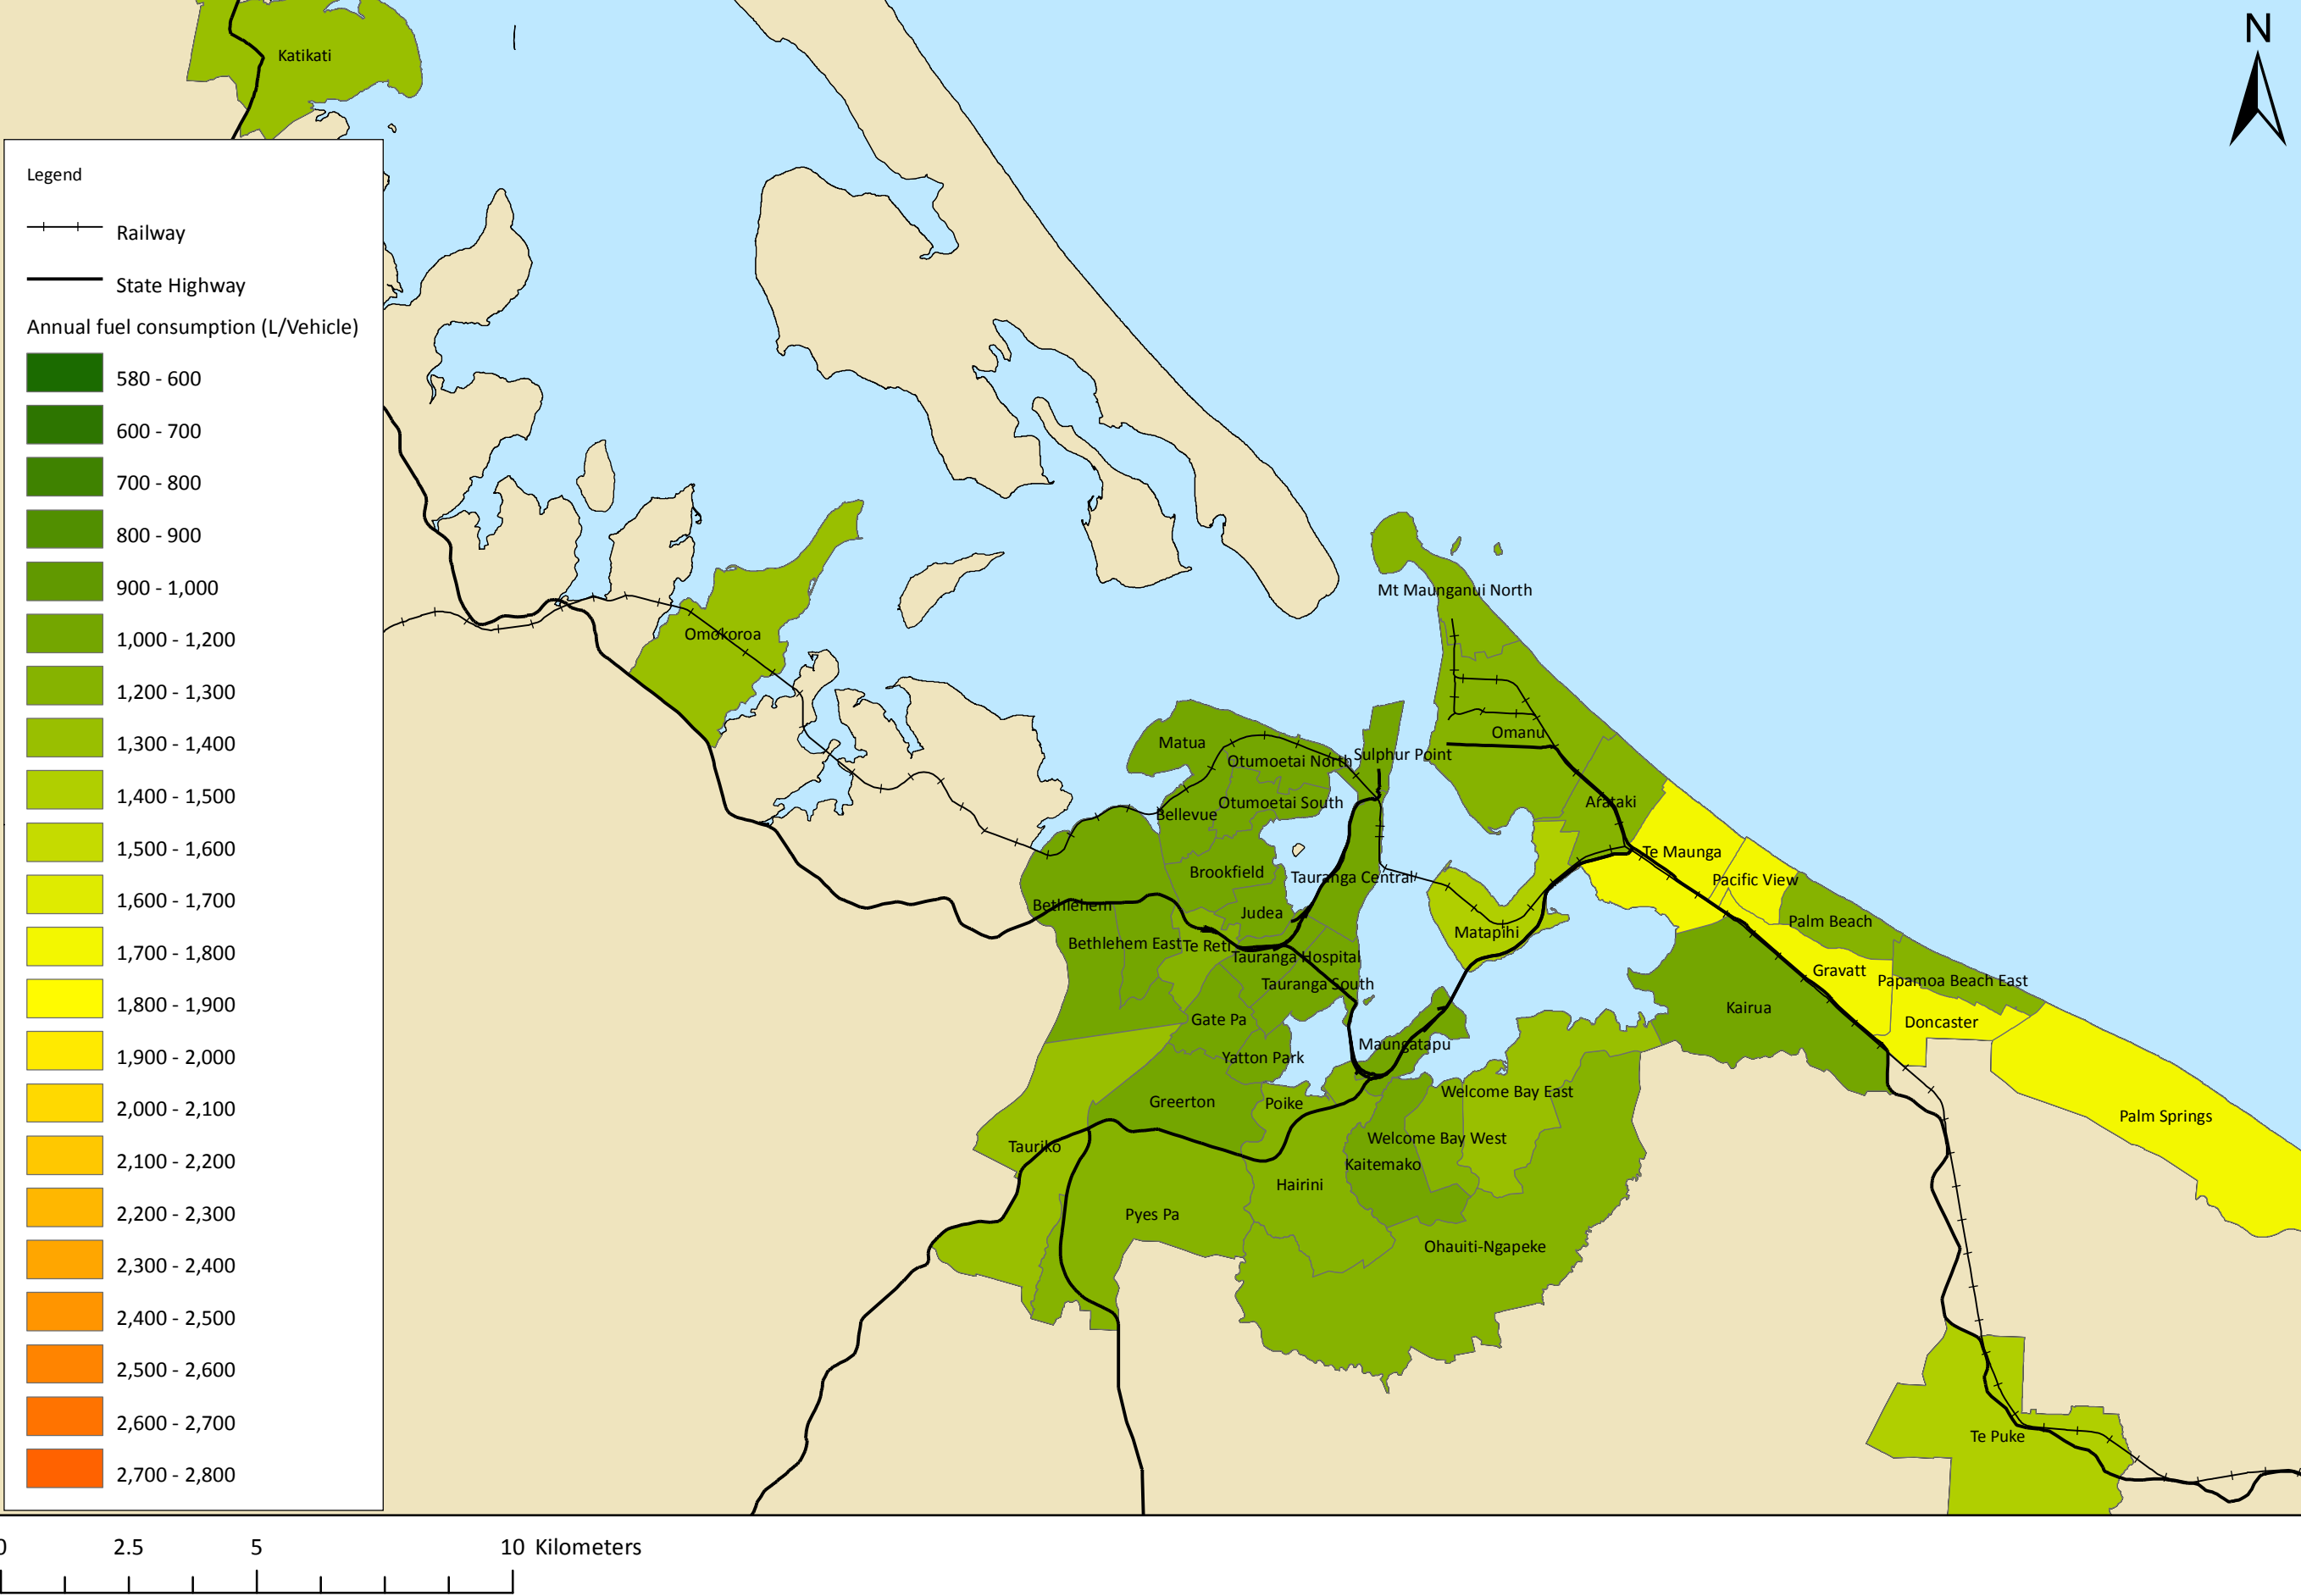 N
Katikati
Legend
Railway
State Highway
Annual fuel consumption (L/Vehicle)
580 - 600
600 - 700
700 - 800
800 - 900
900 - 1,000
1,000 - 1,200
1,200 - 1,300
1,300 - 1,400
1,400 - 1,500
1,500 - 1,600
1,600 - 1,700
1,700 - 1,800
1,800 - 1,900
1,900 - 2,000
2,000 - 2,100
2,100 - 2,200
2,200 - 2,300
2,300 - 2,400
2,400 - 2,500
2,500 - 2,600
2,600 - 2,700
2,700 - 2,800
Mt Maunganui North
Omokoroa
Omanu
Matua
Sulphur Point
Otumoetai North
Otumoetai South
Arataki
Bellevue
Te Maunga
Brookfield
Tauranga Central
Pacific View
Bethlehem
Judea
Palm Beach
Matapihi
Bethlehem East
Te Reti
Tauranga Hospital
Gravatt
Papamoa Beach East
Tauranga South
Kairua
Gate Pa
Doncaster
Maungatapu
Yatton Park
Welcome Bay East
Greerton
Poike
Palm Springs
Welcome Bay West
Tauriko
Kaitemako
Hairini
Pyes Pa
Ohauiti-Ngapeke
Te Puke
0 2.5 5 10 Kilometers